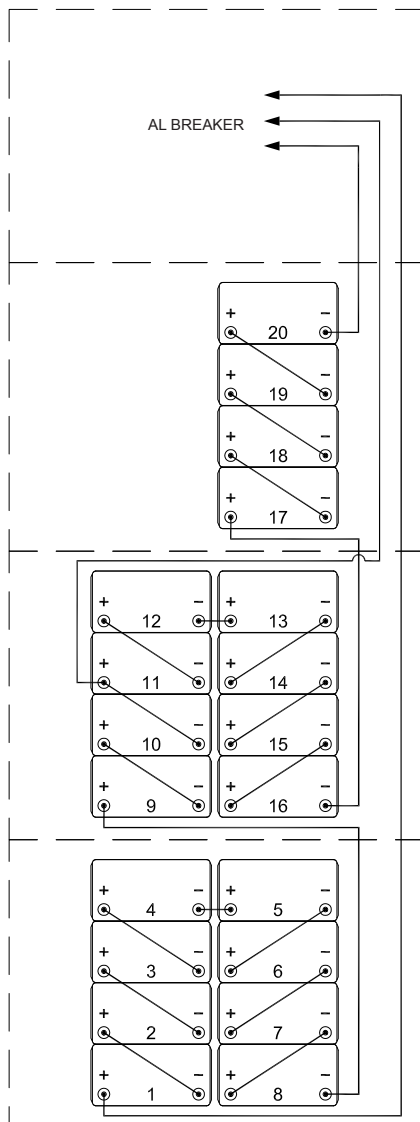 AL BREAKER
+ −
20
+ −
19
+ −
18
+ −
17
+ − + −
12 13
+ − + −
11 14
+ − + −
10 15
+ − + −
9 16
+ − + −
4 5
+ − + −
3 6
+ − + −
2 7
+ − + −
1 8